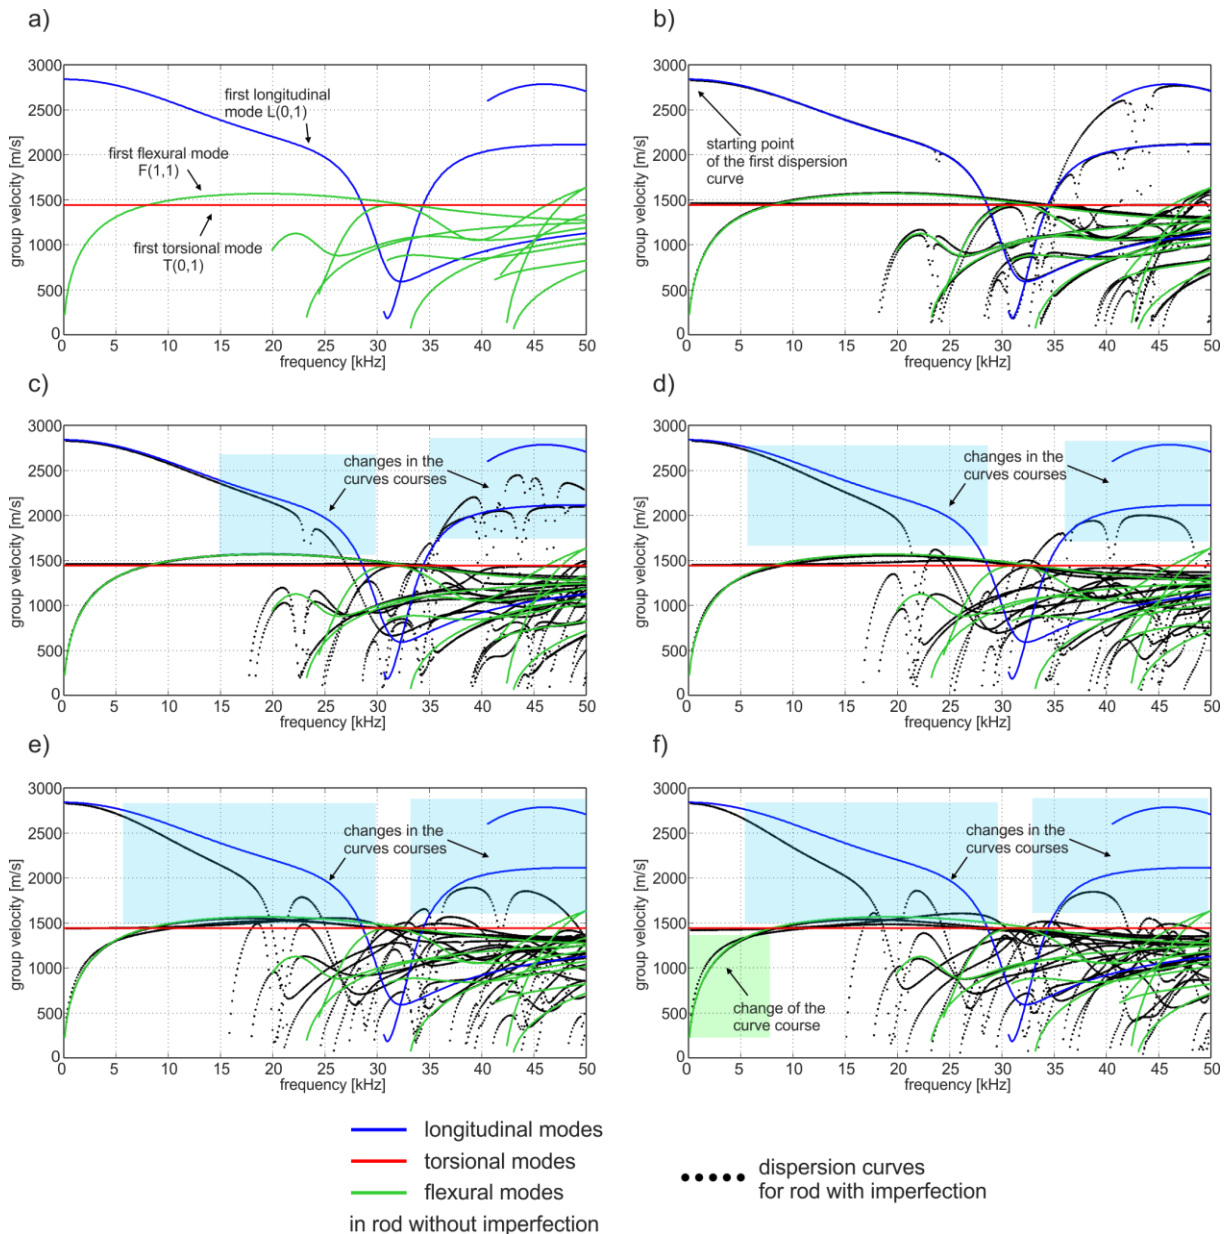 a)
3000
2500
2000
1500
1000
500
0
group velocity [m/s]
first longitudinal
mode L(0,1)
first flexural mode
F(1,1)
first torsional mode
T(0,1)
0 5 10 15 20 25 30 35 40 45 50
frequency [kHz]
b)
3000
2500
2000
1500
1000
500
0
group velocity [m/s]
starting point
of the first dispersion
curve
0 5 10 15 20 25 30 35 40 45 50
frequency [kHz]
c)
3000
2500
2000
1500
1000
500
0
group velocity [m/s]
changes in the
curves courses
0 5 10 15 20 25 30 35 40 45 50
frequency [kHz]
d)
3000
2500
2000
1500
1000
500
0
group velocity [m/s]
changes in the
curves courses
0 5 10 15 20 25 30 35 40 45 50
frequency [kHz]
e)
3000
2500
2000
1500
1000
500
0
group velocity [m/s]
changes in the
curves courses
0 5 10 15 20 25 30 35 40 45 50
frequency [kHz]
f)
3000
2500
2000
1500
1000
500
0
group velocity [m/s]
changes in the
curves courses
change of the
curve course
0 5 10 15 20 25 30 35 40 45 50
frequency [kHz]
longitudinal modes
torsional modes
flexural modes
in rod without imperfection
dispersion curves
for rod with imperfection